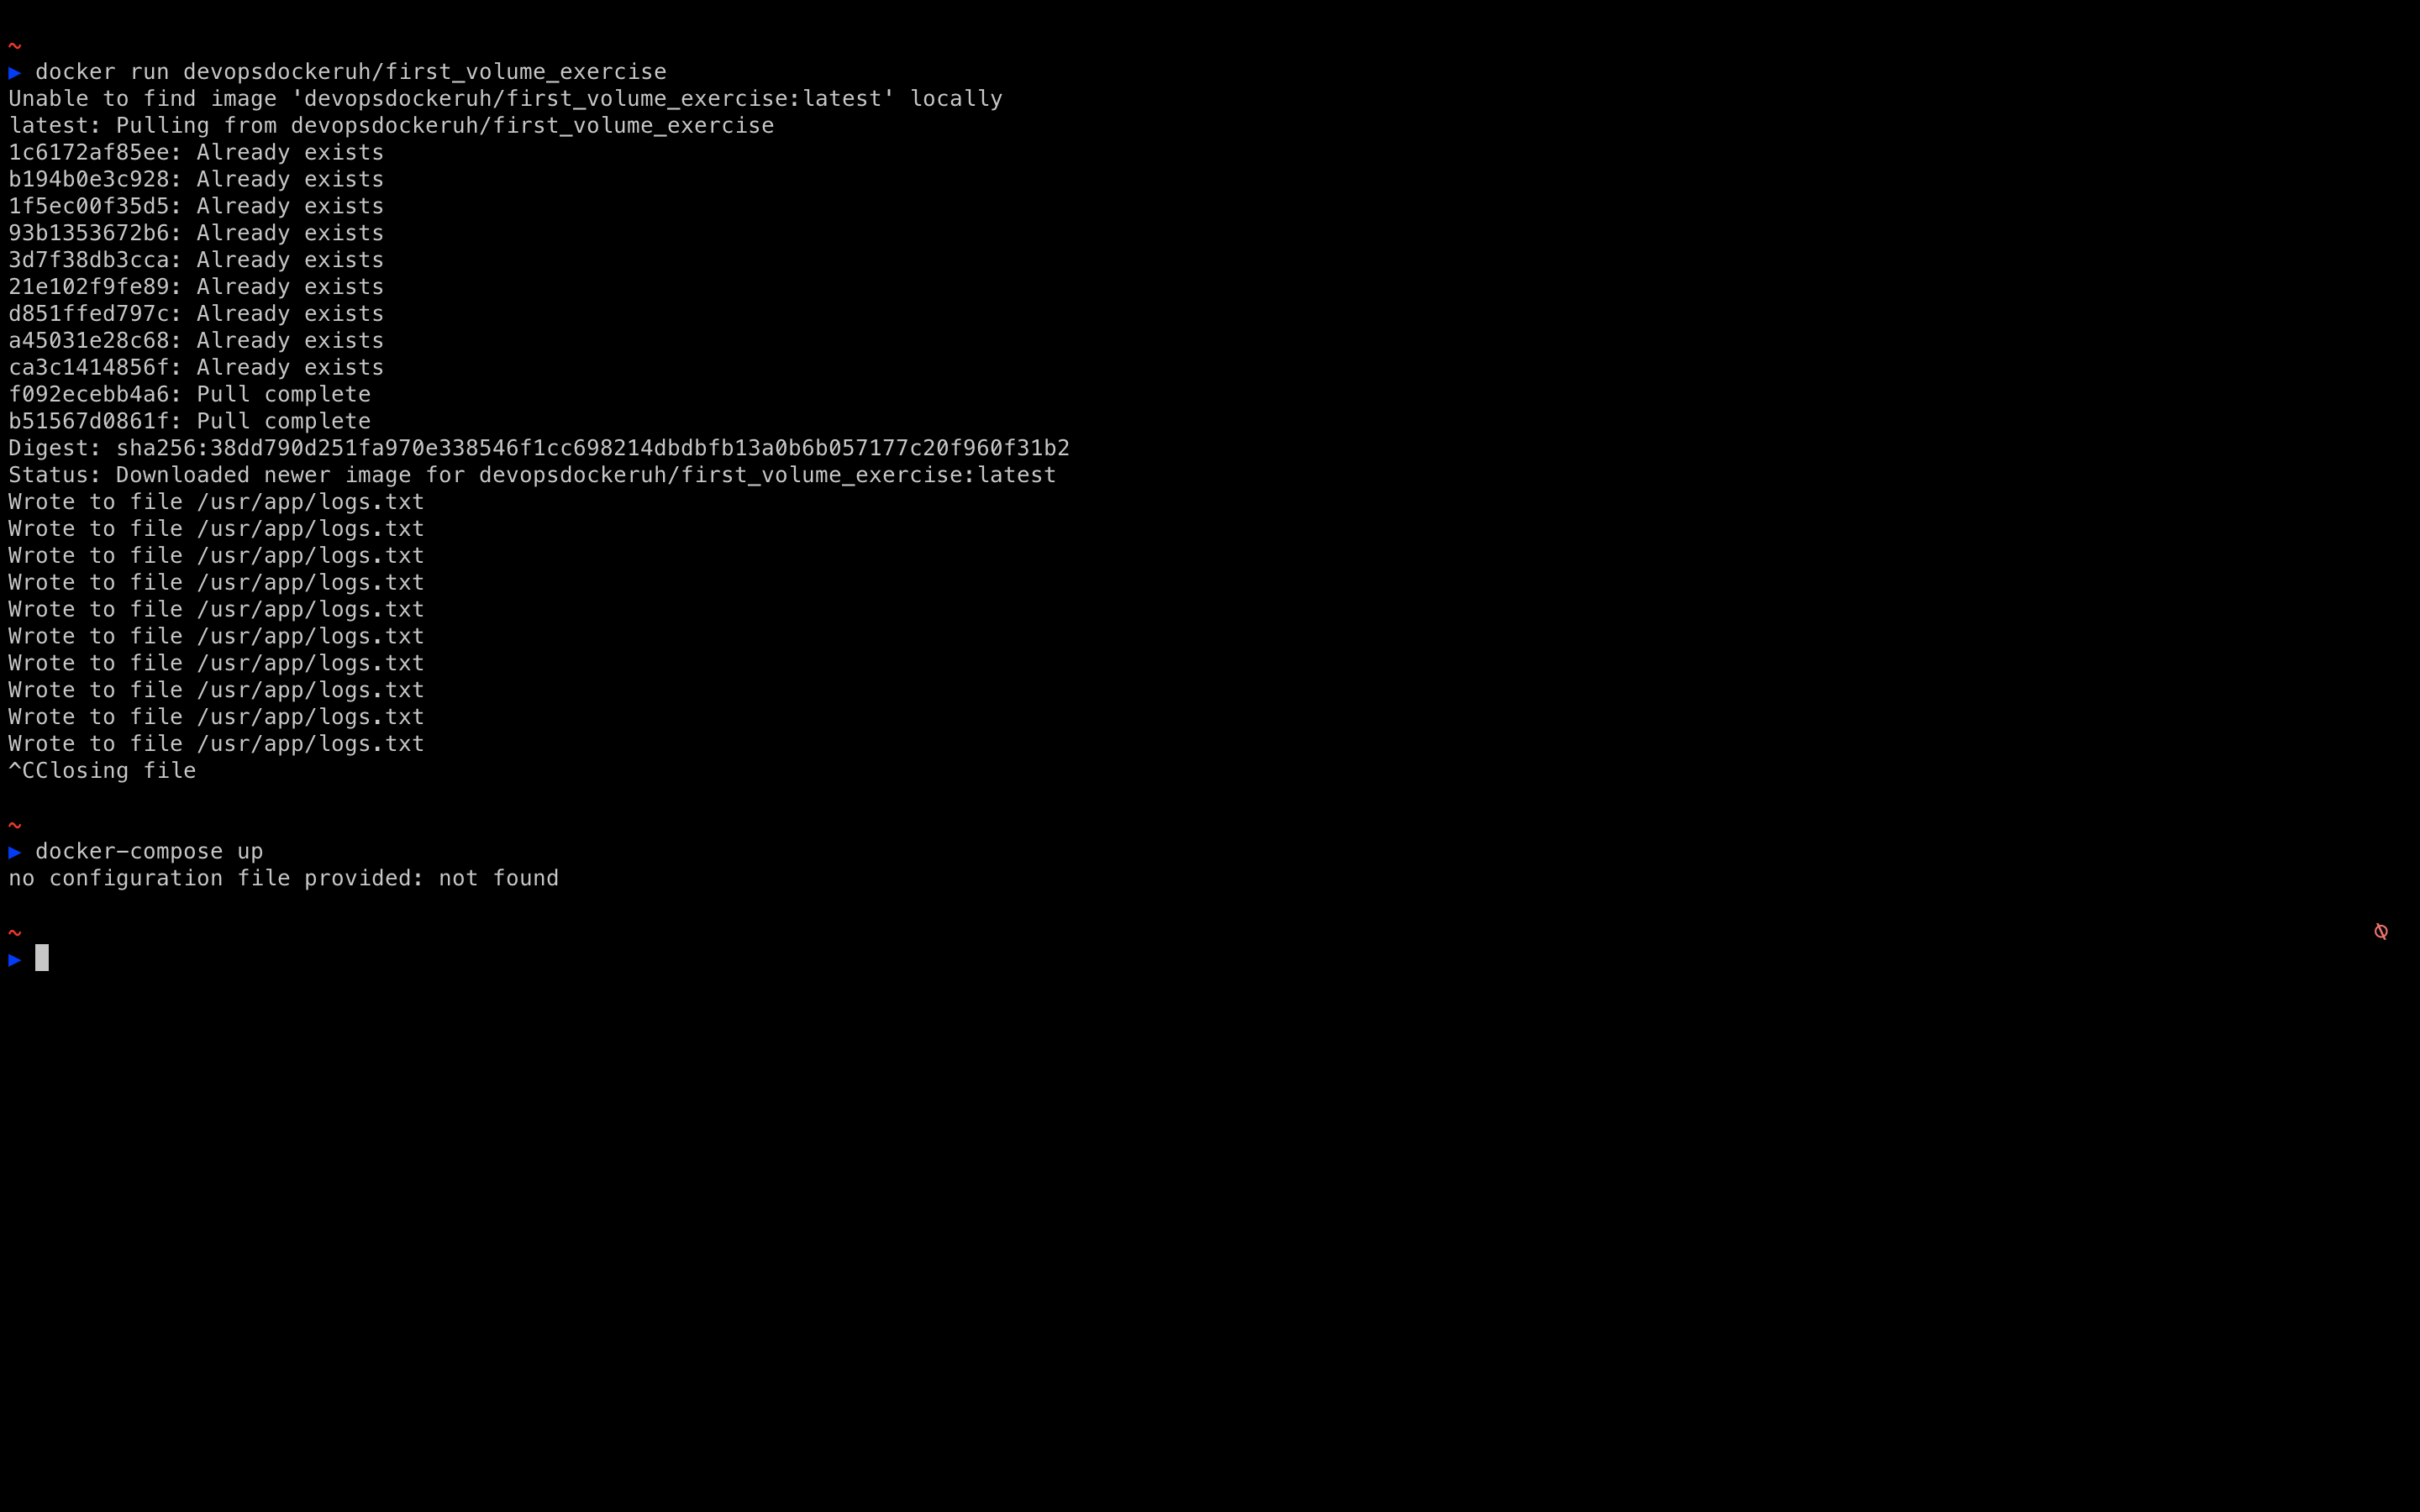 ~
▶ docker run devopsdockeruh/first_volume_exercise
Unable to find image 'devopsdockeruh/first_volume_exercise:latest' locally
latest: Pulling from devopsdockeruh/first_volume_exercise
1c6172af85ee: Already exists
b194b0e3c928: Already exists
1f5ec00f35d5: Already exists
93b1353672b6: Already exists
3d7f38db3cca: Already exists
21e102f9fe89: Already exists
d851ffed797c: Already exists
a45031e28c68: Already exists
ca3c1414856f: Already exists
f092ecebb4a6: Pull complete
b51567d0861f: Pull complete
Digest: sha256:38dd790d251fa970e338546f1cc698214dbdbfb13a0b6b057177c20f960f31b2
Status: Downloaded newer image for devopsdockeruh/first_volume_exercise:latest
Wrote to file /usr/app/logs.txt
Wrote to file /usr/app/logs.txt
Wrote to file /usr/app/logs.txt
Wrote to file /usr/app/logs.txt
Wrote to file /usr/app/logs.txt
Wrote to file /usr/app/logs.txt
Wrote to file /usr/app/logs.txt
Wrote to file /usr/app/logs.txt
Wrote to file /usr/app/logs.txt
Wrote to file /usr/app/logs.txt
^CClosing file
~
▶ docker-compose up
no configuration file provided: not found
~
▶